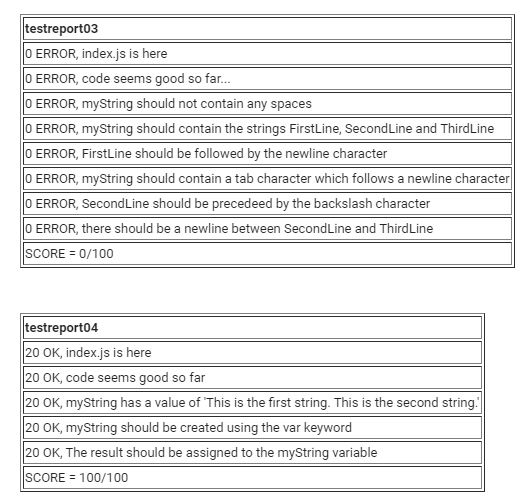 testreport03
0 ERROR, index.js is here
0 ERROR, code seems good so far...
0 ERROR, myString should not contain any spaces
0 ERROR, myString should contain the strings FirstLine, SecondLine and ThirdLine
0 ERROR, FirstLine should be followed by the newline character
0 ERROR, myString should contain a tab character which follows a newline character
0 ERROR, SecondLine should be precedeed by the backslash character
0 ERROR, there should be a newline between SecondLine and ThirdLine
SCORE = 0/100
testreport04
20 OK, index.js is here
20 OK, code seems good so far
20 OK, myString has a value of 'This is the first string. This is the second string.'
20 OK, myString should be created using the var keyword
20 OK, The result should be assigned to the myString variable
SCORE = 100/100